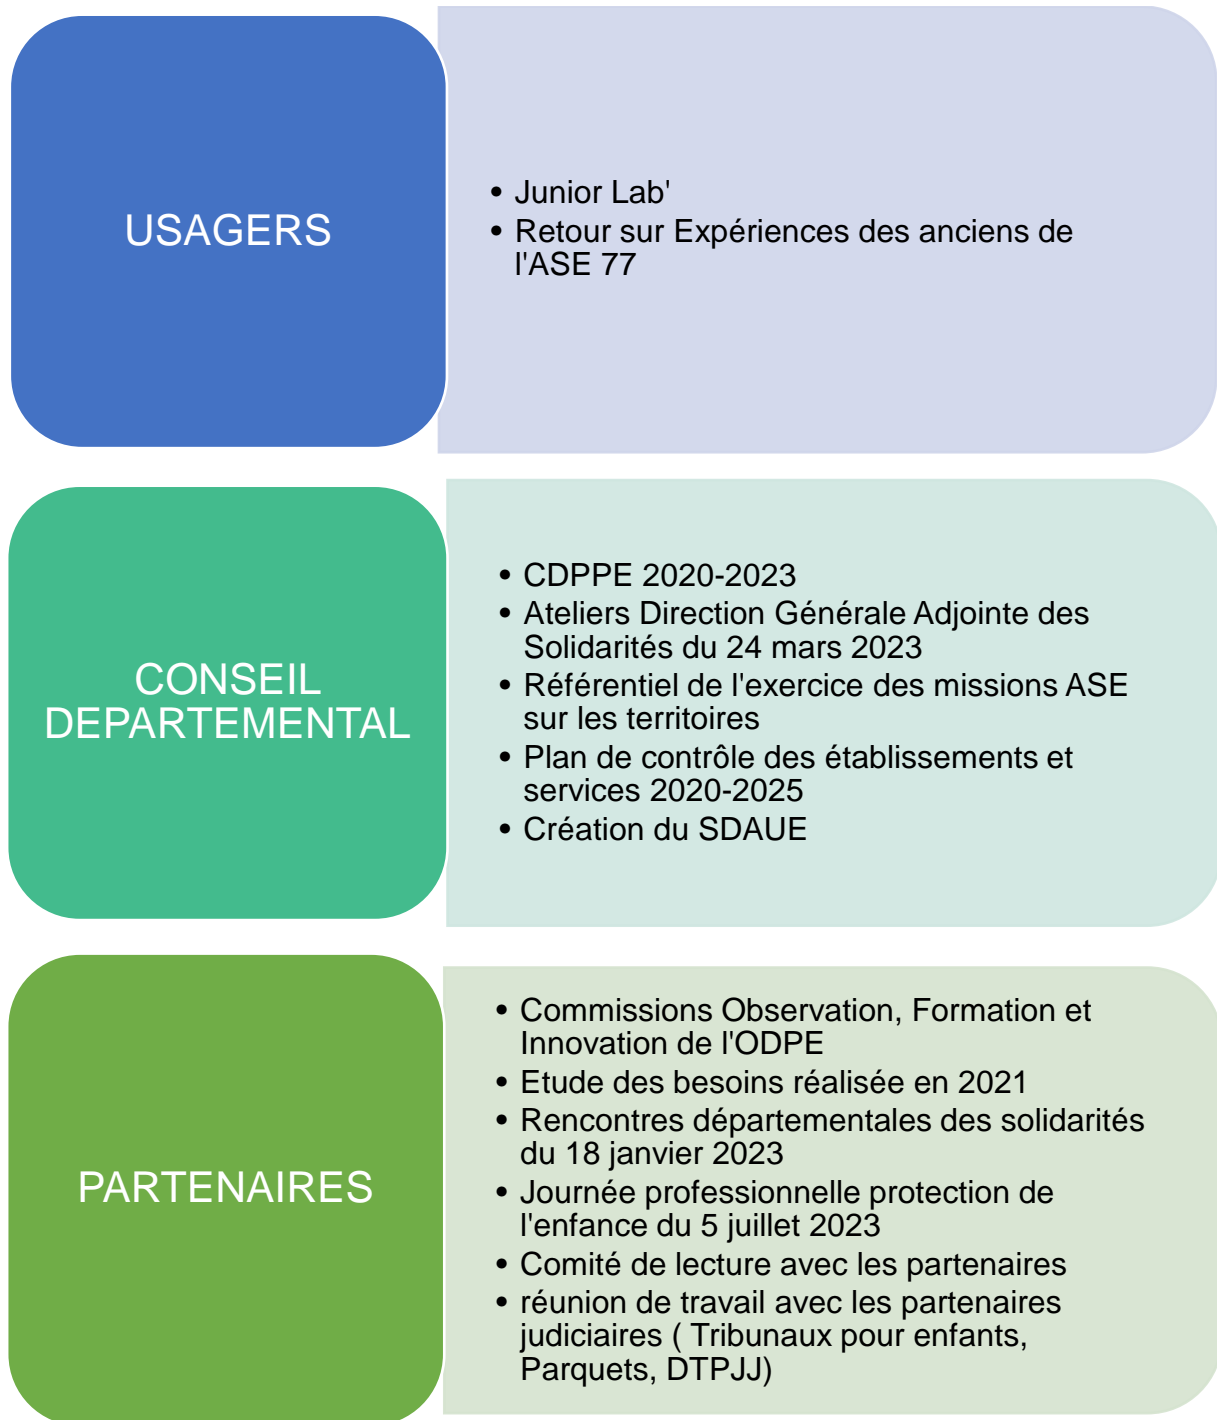 USAGERS
• Junior Lab'
• Retour sur Expériences des anciens de
l'ASE 77
CONSEIL
DEPARTEMENTAL
• CDPPE 2020-2023
• Ateliers Direction Générale Adjointe des
Solidarités du 24 mars 2023
• Référentiel de l'exercice des missions ASE
sur les territoires
• Plan de contrôle des établissements et
services 2020-2025
• Création du SDAUE
PARTENAIRES
• Commissions Observation, Formation et
Innovation de l'ODPE
• Etude des besoins réalisée en 2021
• Rencontres départementales des solidarités
du 18 janvier 2023
• Journée professionnelle protection de
l'enfance du 5 juillet 2023
• Comité de lecture avec les partenaires
• réunion de travail avec les partenaires
judiciaires ( Tribunaux pour enfants,
Parquets, DTPJJ)